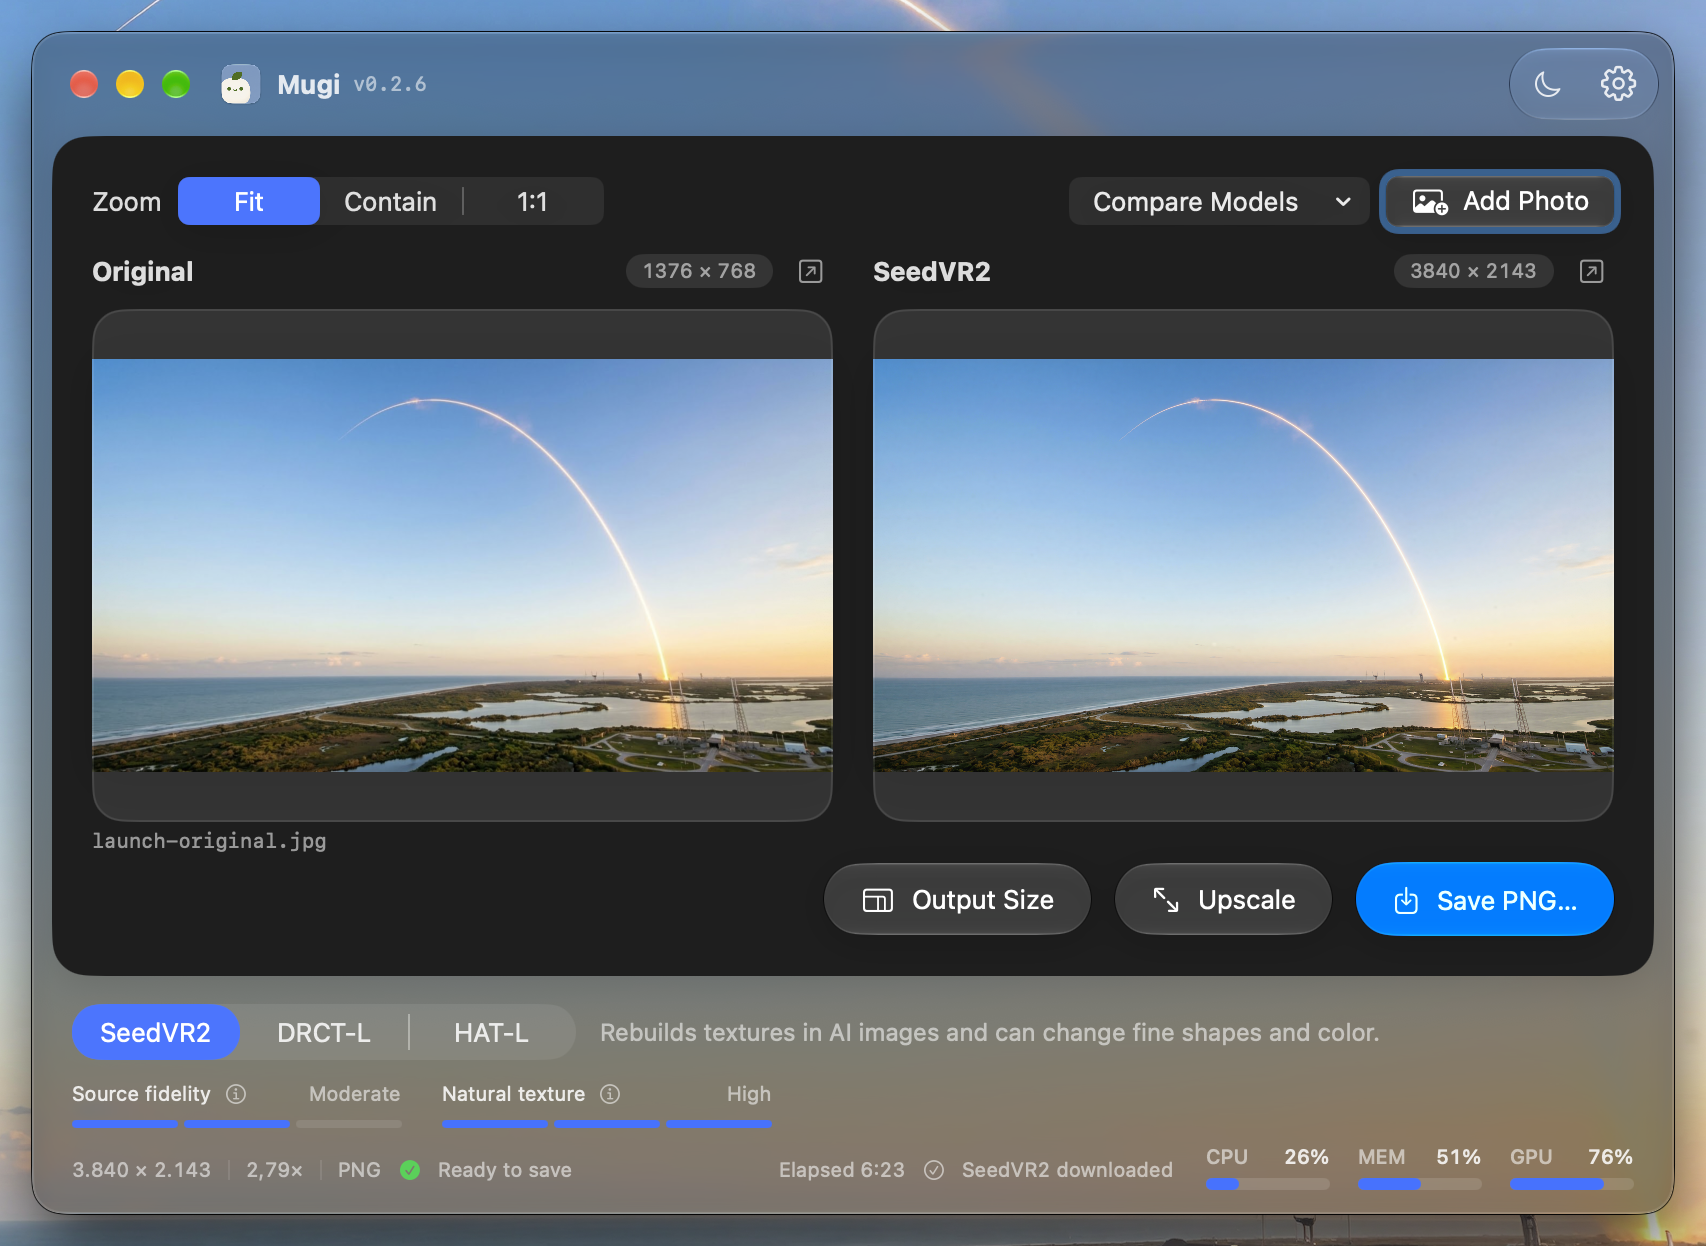 Mugi v0.2.6
Zoom Fit Contain 1:1 Compare Models Add Photo
Original 1376 × 768 SeedVR2 3840 × 2143
launch-original.jpg
Output Size Upscale Save PNG...
SeedVR2 DRCT-L HAT-L Rebuilds textures in AI images and can change fine shapes and color.
Source fidelity Moderate Natural texture High
3.840 × 2.143 2,79× PNG Ready to save Elapsed 6:23 SeedVR2 downloaded CPU 26% MEM 51% GPU 76%